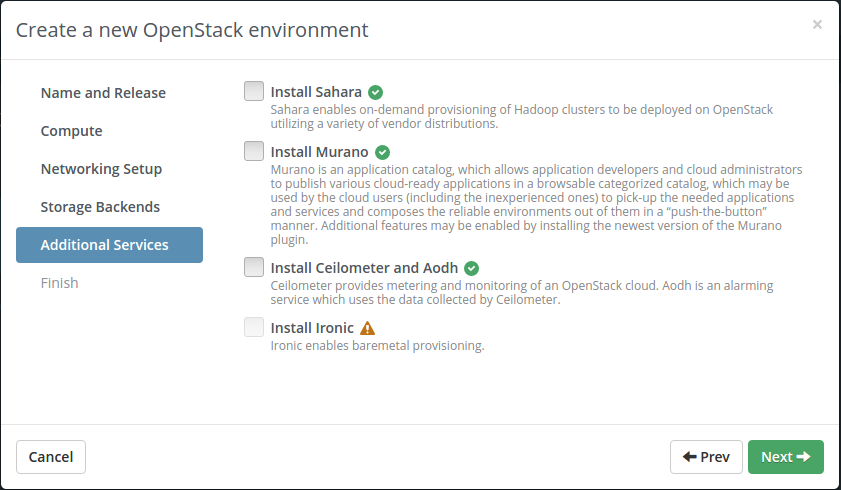 Create a new OpenStack environment
×
Name and Release
Compute
Networking Setup
Storage Backends
Additional Services
Finish
Install Sahara
Sahara enables on-demand provisioning of Hadoop clusters to be deployed on OpenStack
utilizing a variety of vendor distributions.
Install Murano
Murano is an application catalog, which allows application developers and cloud administrators
to publish various cloud-ready applications in a browsable categorized catalog, which may be
used by the cloud users (including the inexperienced ones) to pick-up the needed applications
and services and composes the reliable environments out of them in a “push-the-button”
manner. Additional features may be enabled by installing the newest version of the Murano
plugin.
Install Ceilometer and Aodh
Ceilometer provides metering and monitoring of an OpenStack cloud. Aodh is an alarming
service which uses the data collected by Ceilometer.
Install Ironic
Ironic enables baremetal provisioning.
Cancel
Prev
Next